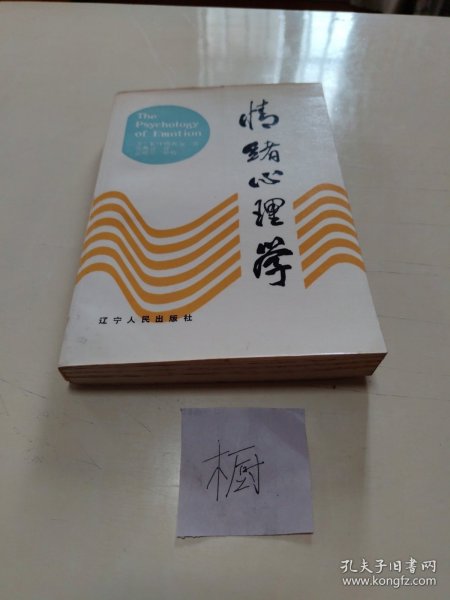 The
Psychology
of Emotion
情绪心理学
辽宁人民出版社
橱
孔夫子旧书网
www.kongfz.com